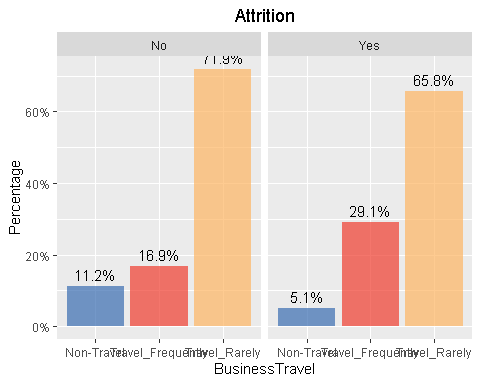 Attrition
No
Yes
71.9%
65.8%
60%
40%
29.1%
20%
16.9%
11.2%
5.1%
0%
Percentage
Non-Travel Travel_Frequently Travel_Rarely
Non-Travel Travel_Frequently Travel_Rarely
BusinessTravel